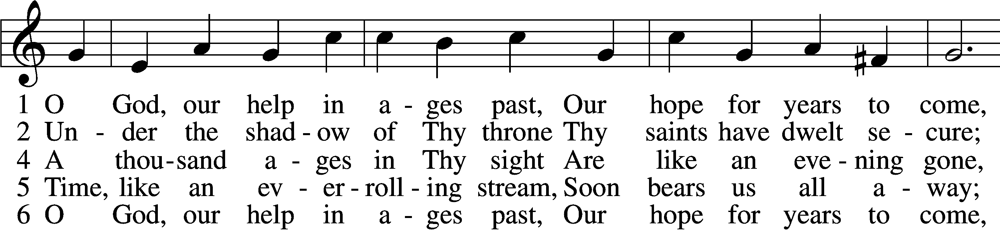 1 O God, our help in a - ges past, Our hope for years to come,
2 Un - der the shad - ow of Thy throne Thy saints have dwelt se - cure;
4 A thou - sand a - ges in Thy sight Are like an eve - ning gone,
5 Time, like an ev - er - roll - ing stream, Soon bears us all a - way;
6 O God, our help in a - ges past, Our hope for years to come,